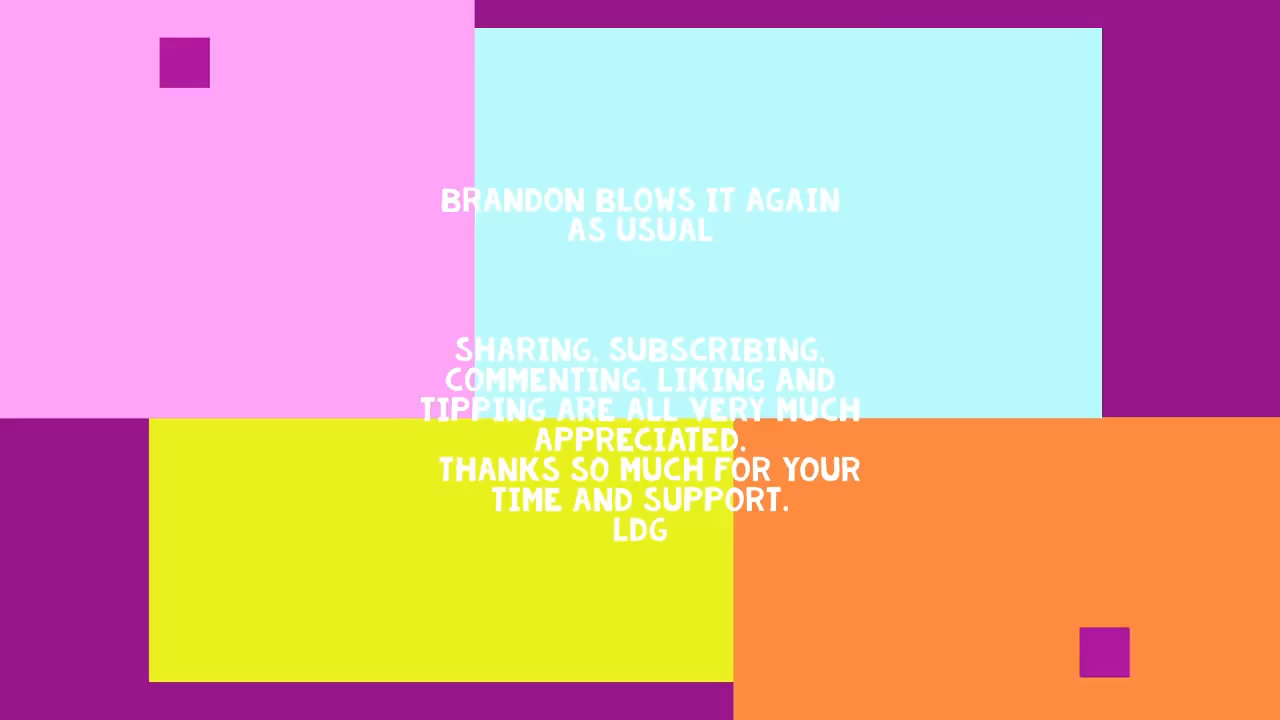 BRANDON BLOWS IT AGAIN
AS USUAL
SHARING, SUBSCRIBING,
COMMENTING, LIKING AND
TIPPING ARE ALL VERY MUCH
APPRECIATED.
THANKS SO MUCH FOR YOUR
TIME AND SUPPORT.
LDG